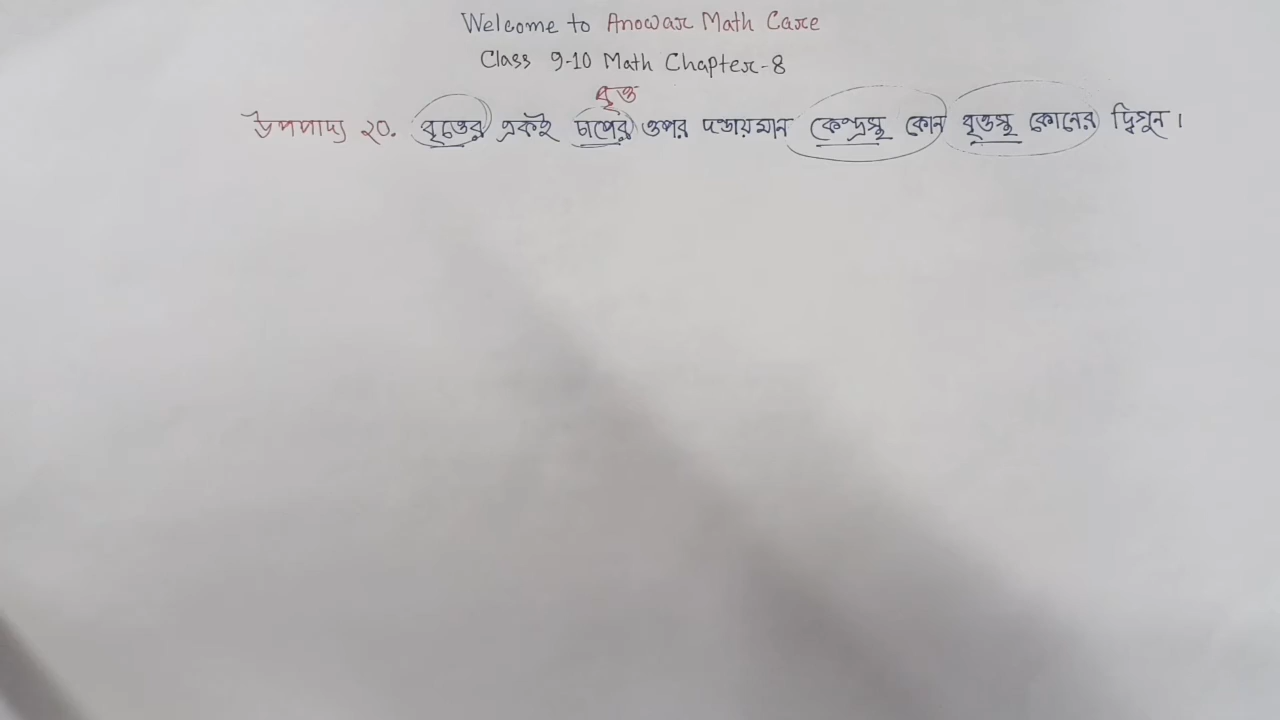 Welcome to Anowar Math Care
Class 9-10 Math Chapter-8
বৃত্ত
উপপাদ্য ২০. বৃত্তের একই চাপের ওপর দন্ডায়মান কেন্দ্রস্থ কোন বৃত্তস্থ কোনের দ্বিগুন।